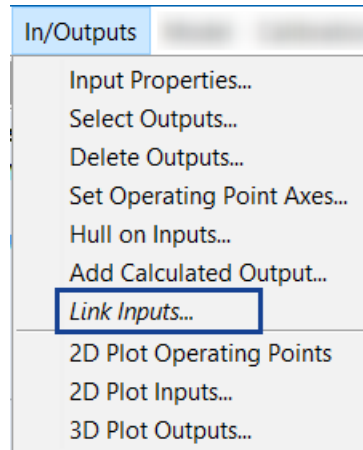 In/Outputs
Input Properties...
Select Outputs...
Delete Outputs...
Set Operating Point Axes...
Hull on Inputs...
Add Calculated Output...
Link Inputs...
2D Plot Operating Points
2D Plot Inputs...
3D Plot Outputs...